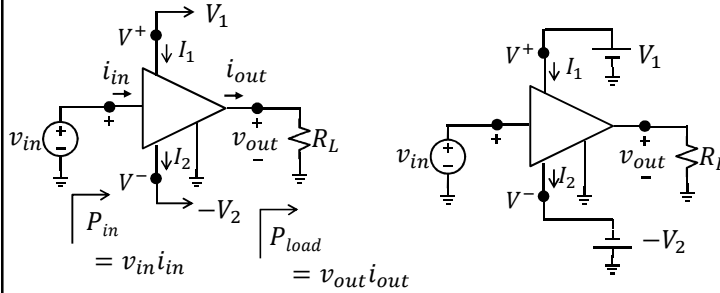 V₁
V⁺
I₁
i_in
i_out
+
v_in
+
−
+
v_out
−
R_L
I₂
V⁻
−V₂
P_in
= v_in i_in
P_load
= v_out i_out
V⁺
V₁
I₁
v_in
+
−
+
+
v_out
−
I₂
V⁻
−V₂